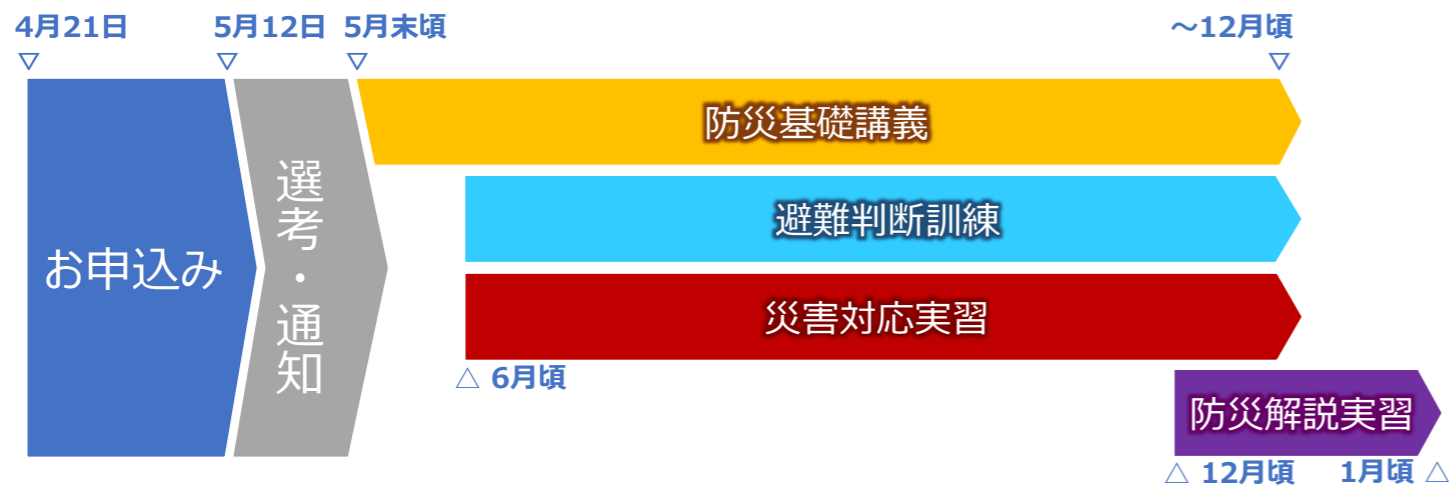 4月21日
5月12日
5月末頃
～12月頃
▽
▽
▽
▽
防災基礎講義
避難判断訓練
災害対応実習
お申込み
選考・通知
△ 6月頃
防災解説実習
△ 12月頃
1月頃 △